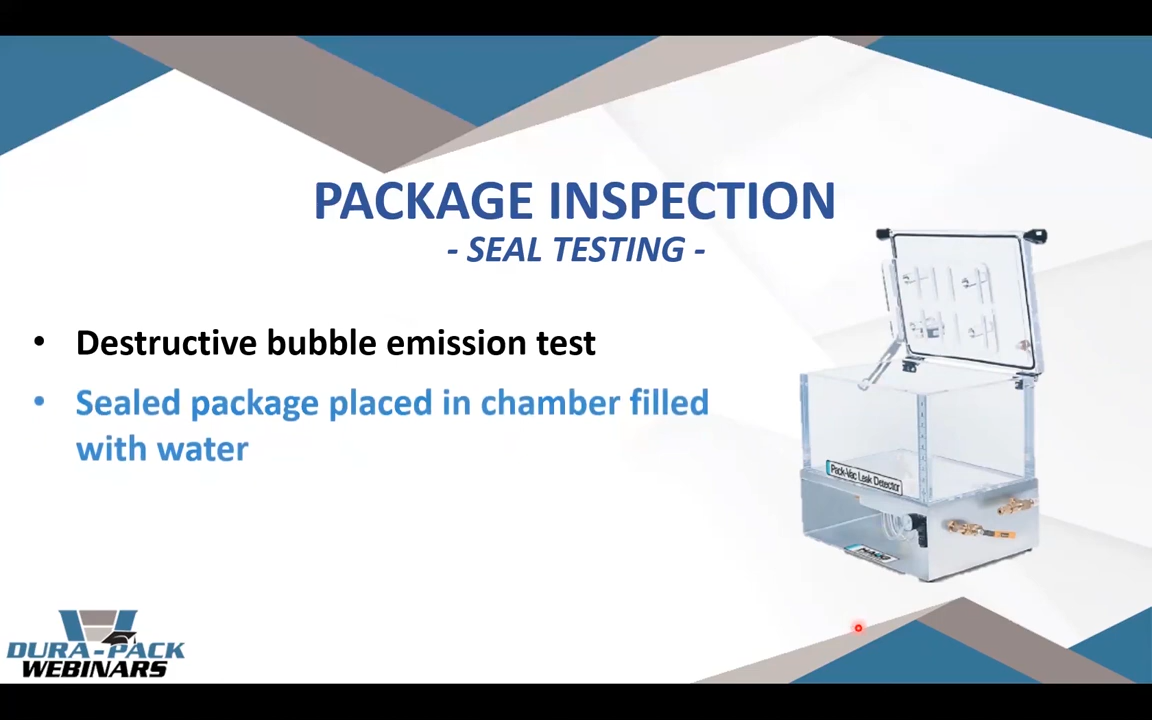 PACKAGE INSPECTION
- SEAL TESTING -
• Destructive bubble emission test
• Sealed package placed in chamber filled
with water
Pack-Vac Leak Detector
DURA-PACK
WEBINARS